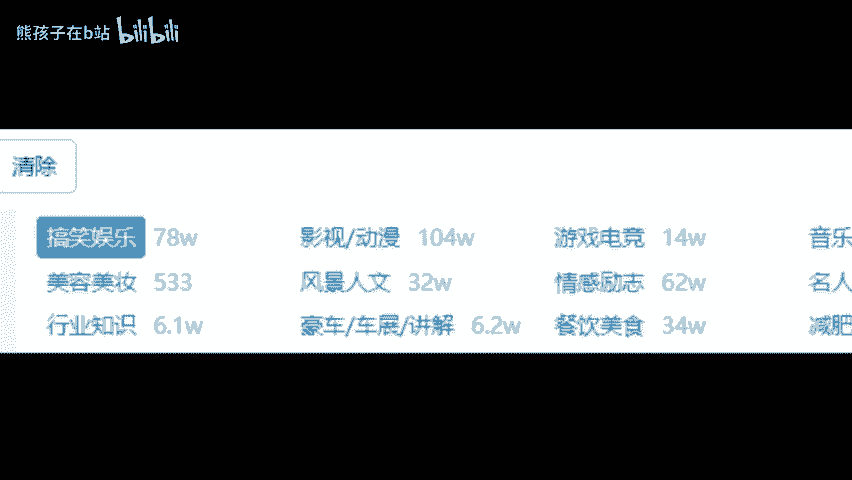 熊孩子在b站 bilibili
清除
搞笑娱乐 78w 影视/动漫 104w 游戏电竞 14w 音乐
美容美妆 533 风景人文 32w 情感励志 62w 名人
行业知识 6.1w 豪车/车展/讲解 6.2w 餐饮美食 34w 减肥